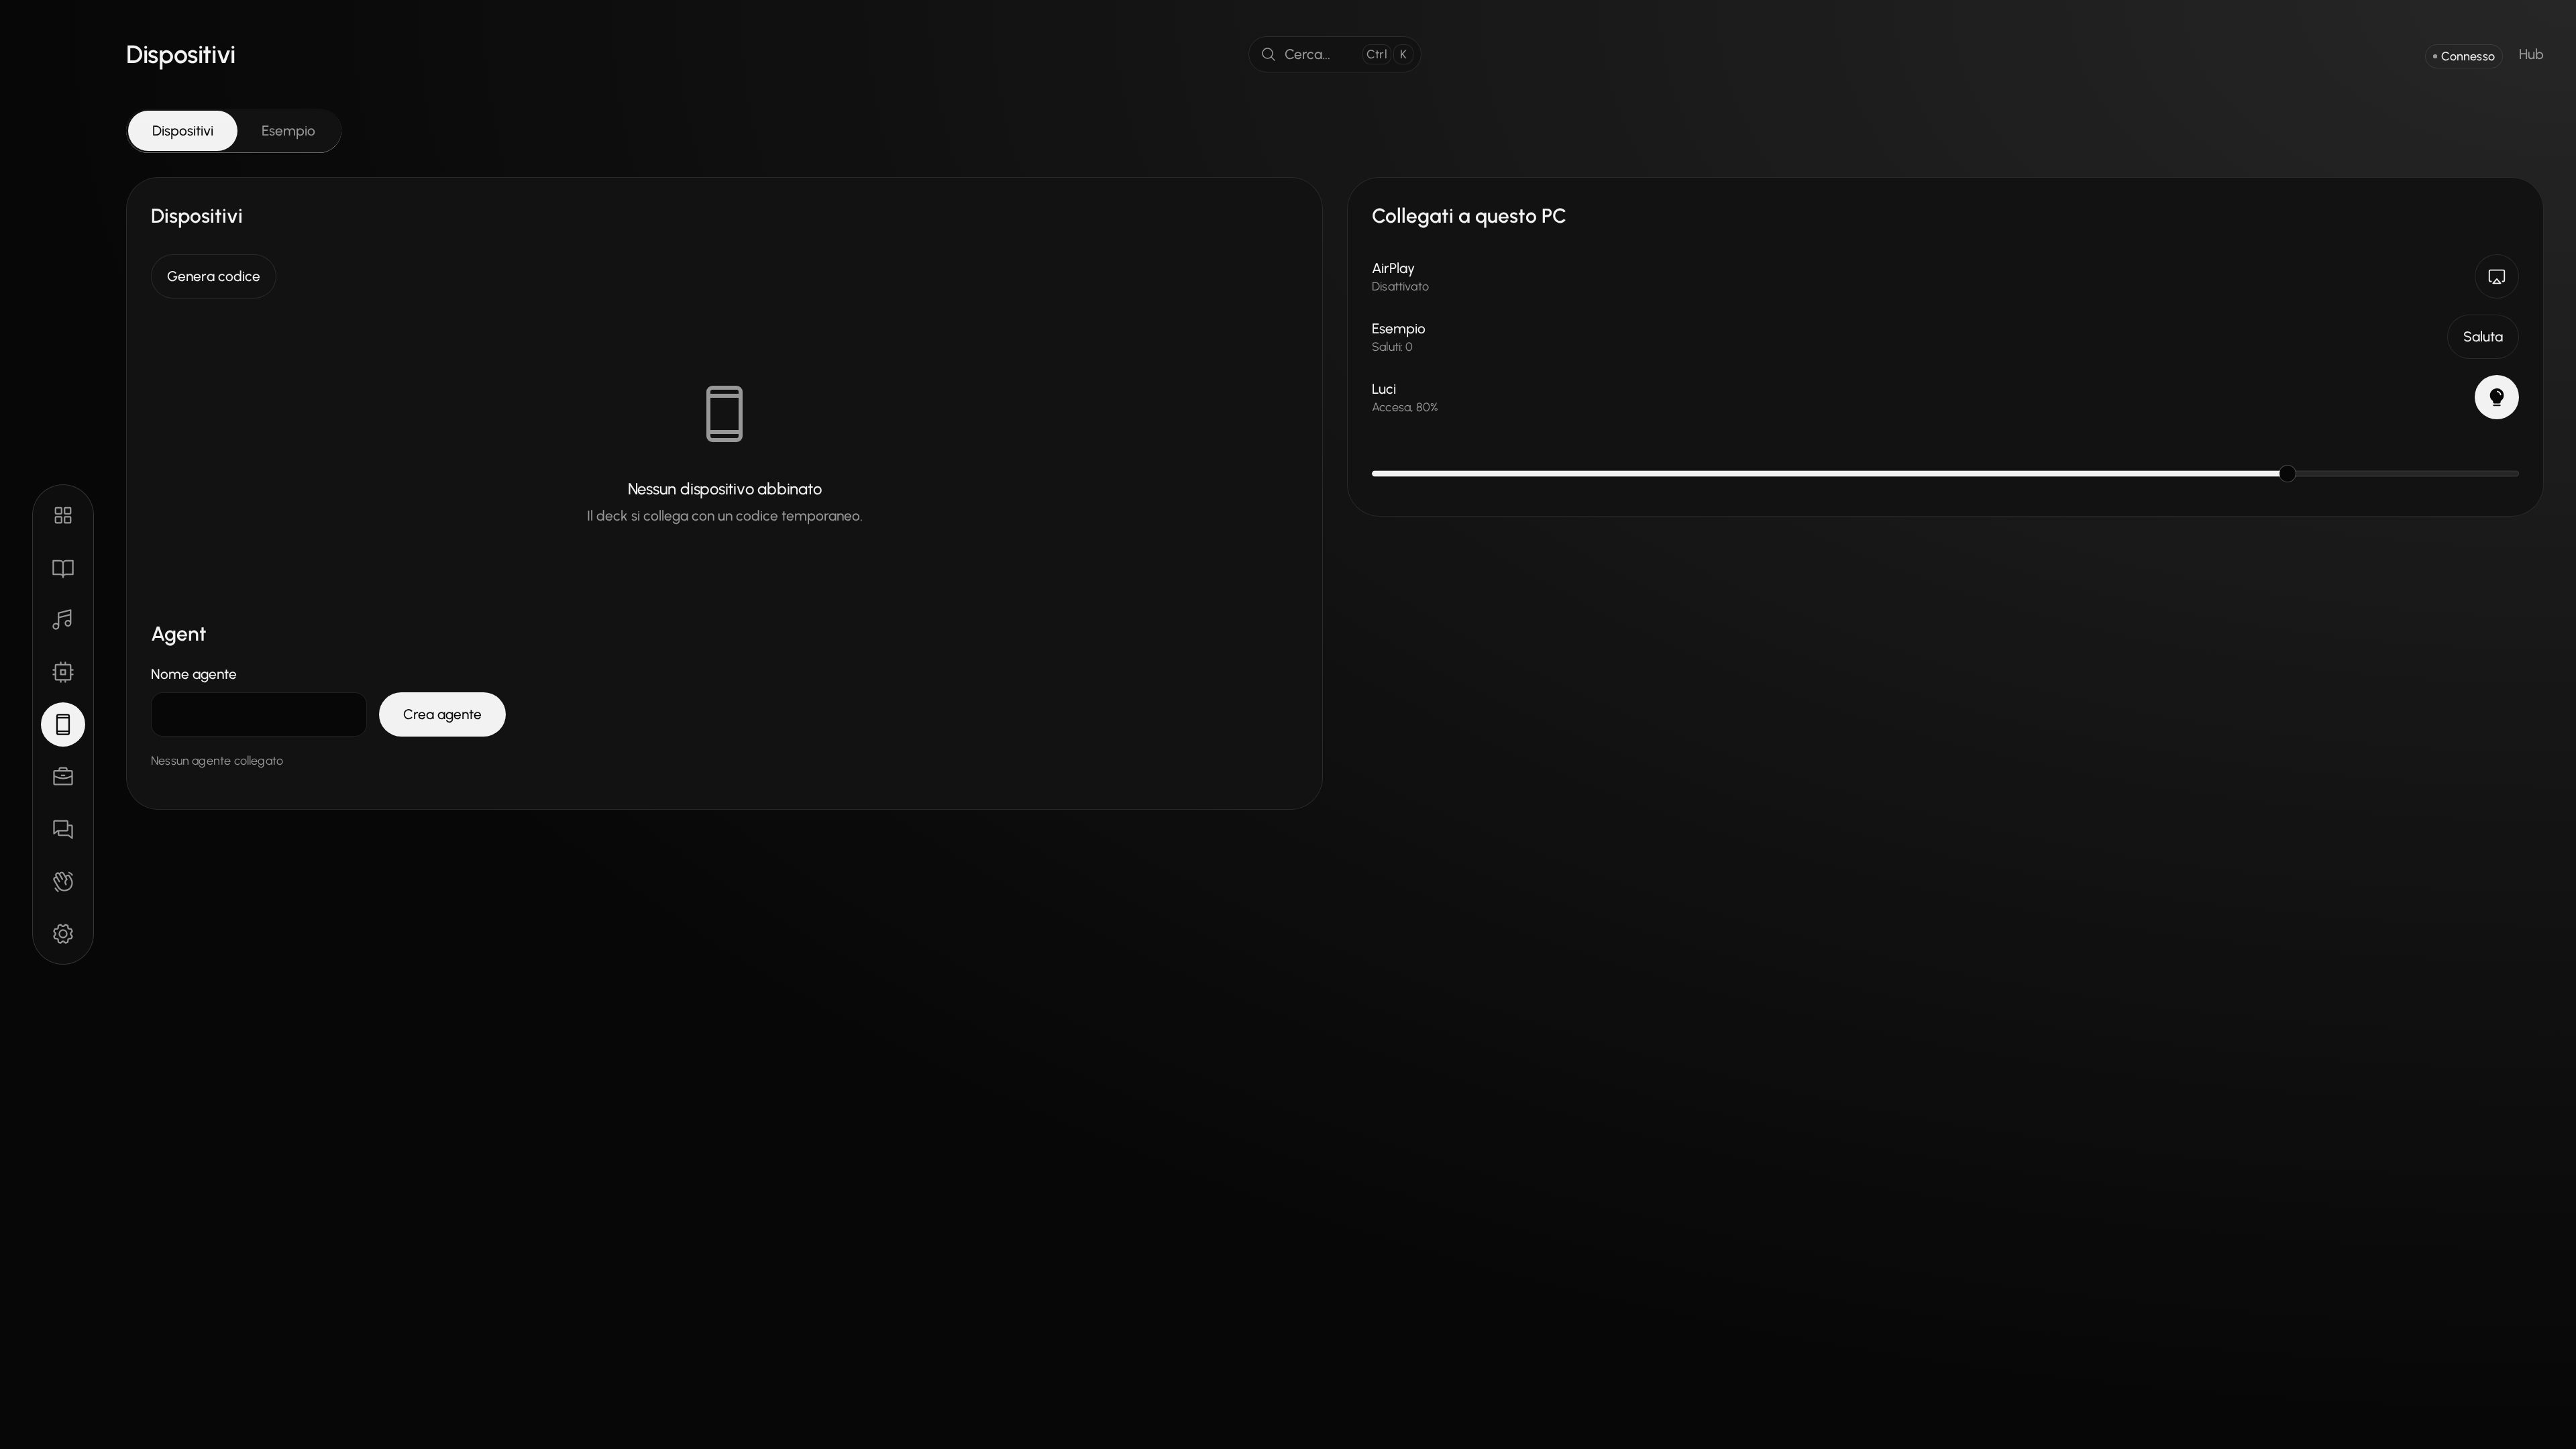 Dispositivi
Cerca...
Ctrl
K
Connesso
Hub
Dispositivi
Esempio
Dispositivi
Genera codice
Nessun dispositivo abbinato
Il deck si collega con un codice temporaneo.
Agent
Nome agente
Crea agente
Nessun agente collegato
Collegati a questo PC
AirPlay
Disattivato
Esempio
Saluti: 0
Saluta
Luci
Accesa, 80%